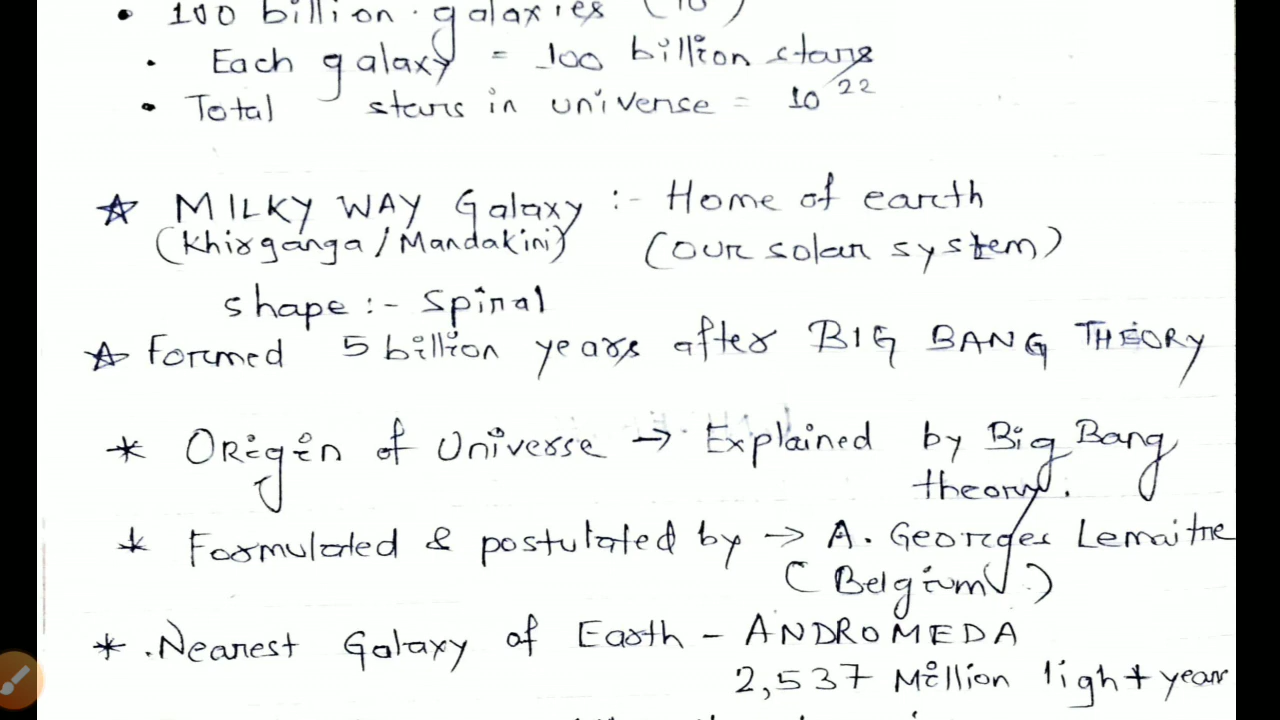 • 100 billion galaxies (10
• Each galaxy = 100 billion stars
• Total stars in universe = 10^22
☆ MILKY WAY Galaxy :- Home of earth
(Khirganga/Mandakini) (our solar system)
shape :- Spiral
☆ Formed 5 billion years after BIG BANG THEORY
* Origin of Universe → Explained by Big Bang
theory.
* Formulated & postulated by → A. Georges Lemaitre
(Belgium)
* .Nearest Galaxy of Earth - ANDROMEDA
2,537 Million light year